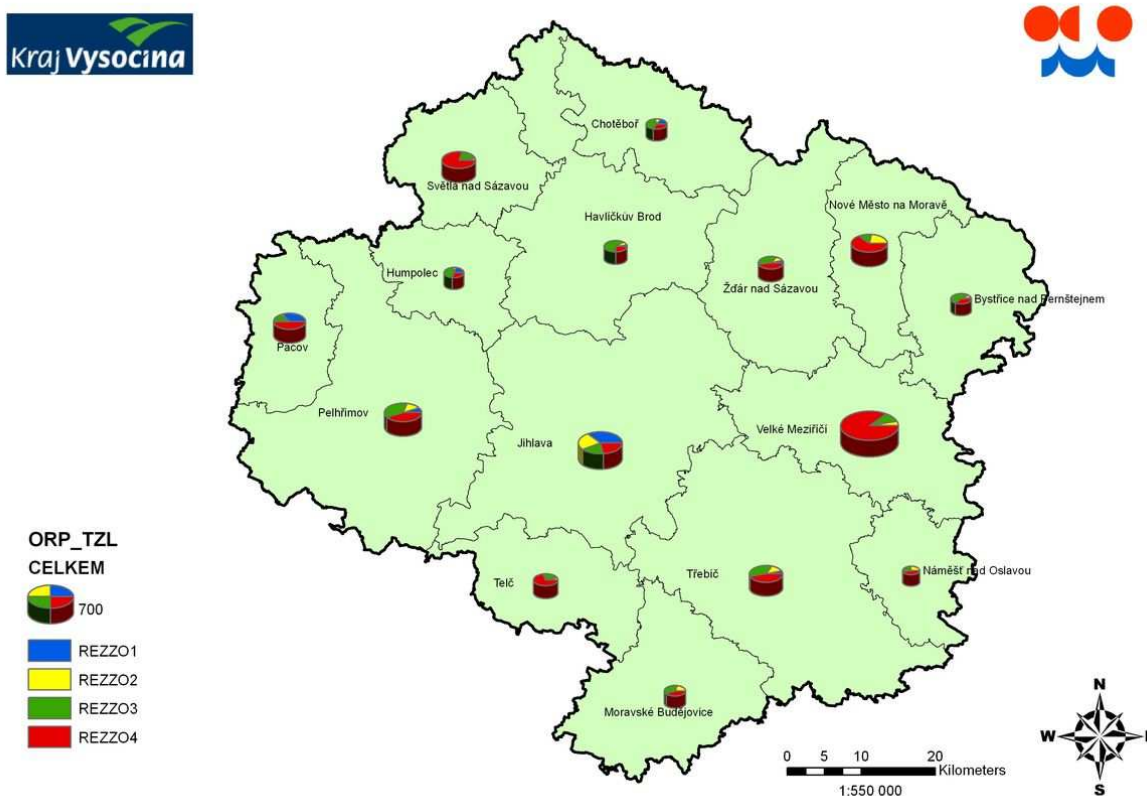 Kraj Vysočina
Chotěboř
Světlá nad Sázavou
Havlíčkův Brod
Nové Město na Moravě
Humpolec
Žďár nad Sázavou
Bystřice nad Pernštejnem
Pacov
Pelhřimov
Jihlava
Velké Meziříčí
Telč
Třebíč
Náměšť nad Oslavou
Moravské Budějovice
ORP_TZL
CELKEM
700
REZZO1
REZZO2
REZZO3
REZZO4
0 5 10 20
Kilometers
1:550 000
N
W
S